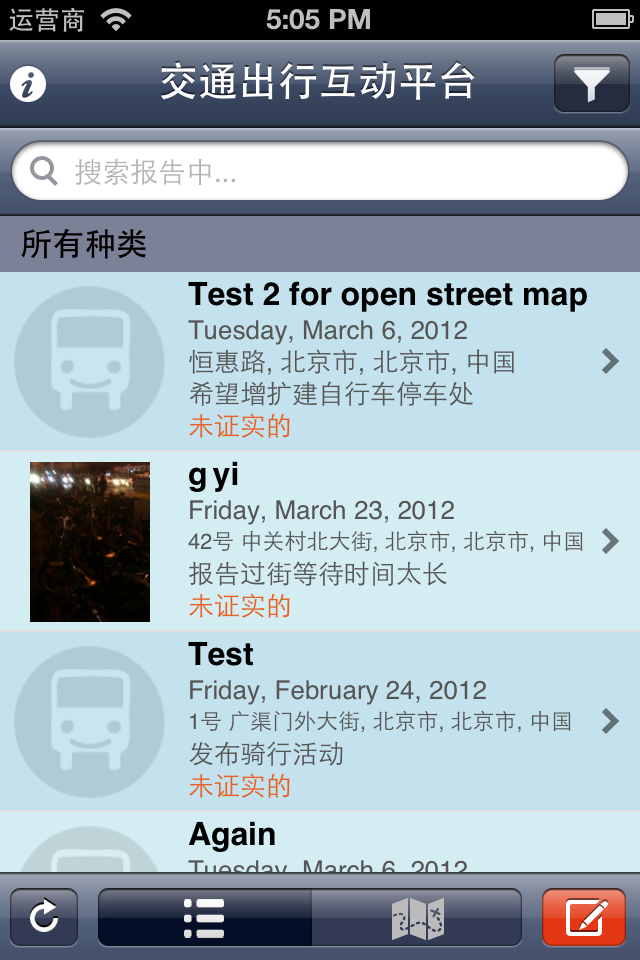 运营商 5:05 PM
交通出行互动平台
搜索报告中...
所有种类
Test 2 for open street map
Tuesday, March 6, 2012
恒惠路, 北京市, 北京市, 中国
希望增扩建自行车停车处
未证实的
g yi
Friday, March 23, 2012
42号 中关村北大街, 北京市, 北京市, 中国
报告过街等待时间太长
未证实的
Test
Friday, February 24, 2012
1号 广渠门外大街, 北京市, 北京市, 中国
发布骑行活动
未证实的
Again
Tuesday, March 6, 2012